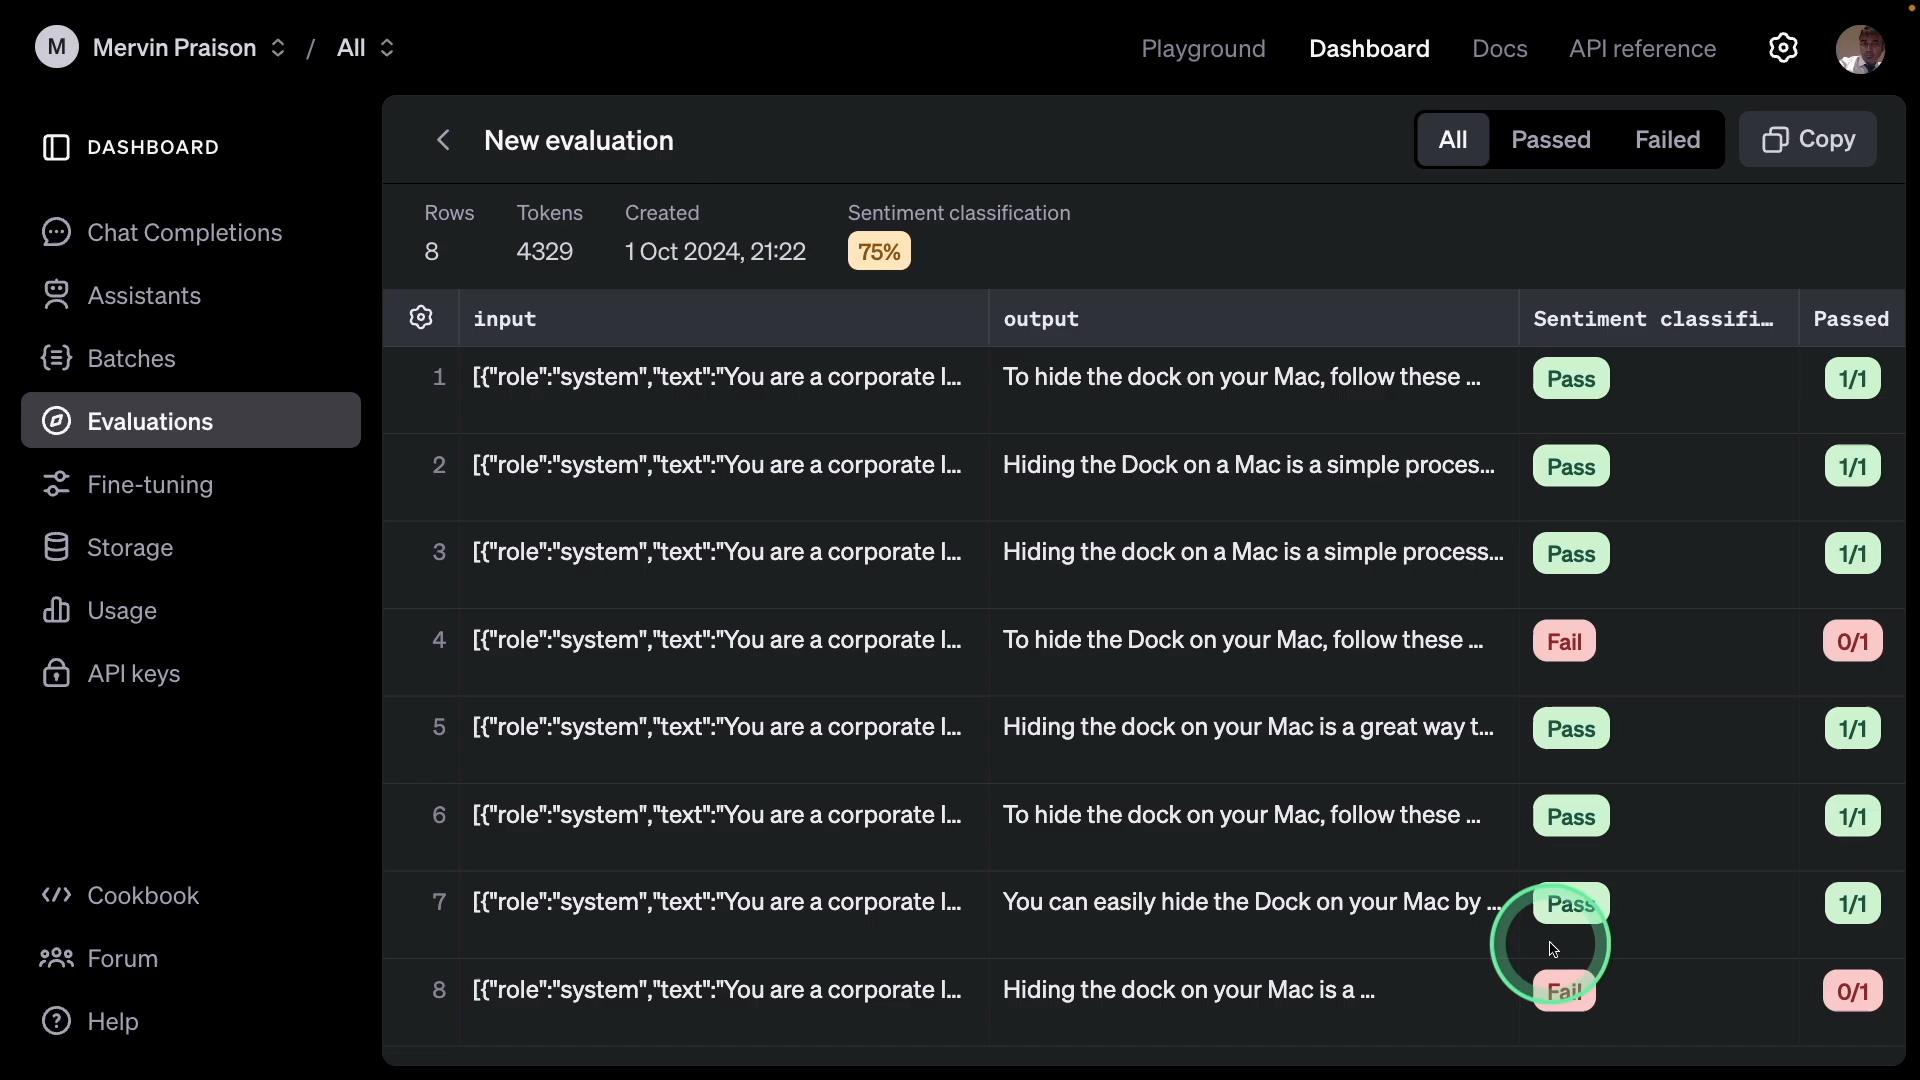 M Mervin Praison / All
Playground Dashboard Docs API reference
DASHBOARD
Chat Completions
Assistants
Batches
Evaluations
Fine-tuning
Storage
Usage
API keys
Cookbook
Forum
Help
New evaluation
All Passed Failed Copy
Rows Tokens Created Sentiment classification
8 4329 1 Oct 2024, 21:22 75%
input output Sentiment classifi… Passed
1 [{"role":"system","text":"You are a corporate l... To hide the dock on your Mac, follow these ... Pass 1/1
2 [{"role":"system","text":"You are a corporate l... Hiding the Dock on a Mac is a simple proces... Pass 1/1
3 [{"role":"system","text":"You are a corporate l... Hiding the dock on a Mac is a simple process... Pass 1/1
4 [{"role":"system","text":"You are a corporate l... To hide the Dock on your Mac, follow these ... Fail 0/1
5 [{"role":"system","text":"You are a corporate l... Hiding the dock on your Mac is a great way t... Pass 1/1
6 [{"role":"system","text":"You are a corporate l... To hide the dock on your Mac, follow these ... Pass 1/1
7 [{"role":"system","text":"You are a corporate l... You can easily hide the Dock on your Mac by ... Pass 1/1
8 [{"role":"system","text":"You are a corporate l... Hiding the dock on your Mac is a ... Fail 0/1